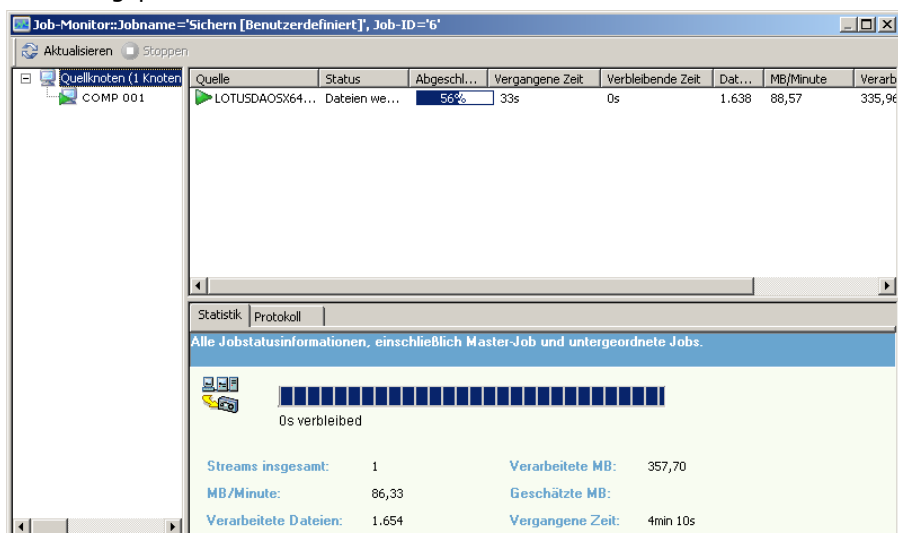 Job-Monitor::Jobname='Sichern [Benutzerdefiniert]', Job-ID='6'
Aktualisieren Stoppen
Quellknoten (1 Knoten
COMP 001
Quelle Status Abgeschl... Vergangene Zeit Verbleibende Zeit Dat... MB/Minute Verarb
LOTUSDAOSX64... Dateien we... 56% 33s 0s 1.638 88,57 335,96
Statistik Protokoll
Alle Jobstatusinformationen, einschließlich Master-Job und untergeordnete Jobs.
0s verbleibed
Streams insgesamt: 1 Verarbeitete MB: 357,70
MB/Minute: 86,33 Geschätzte MB:
Verarbeitete Dateien: 1.654 Vergangene Zeit: 4min 10s